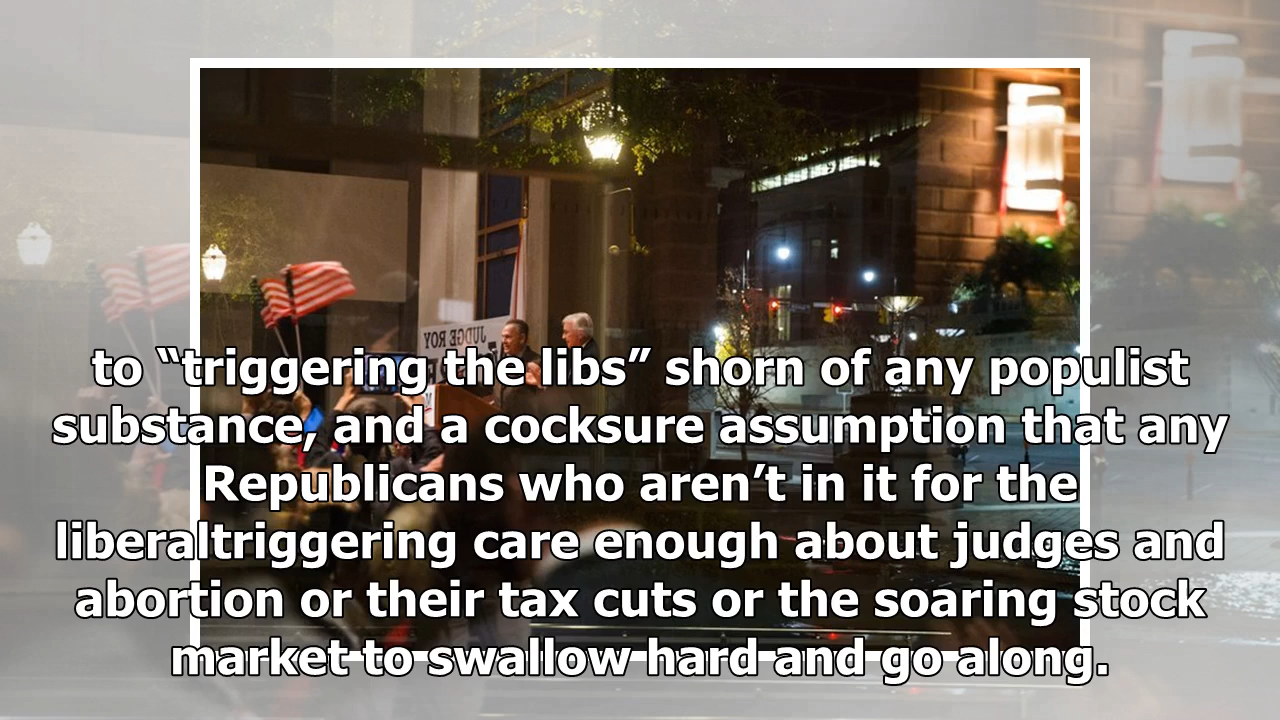 JUDGE ROY
to “triggering the libs” shorn of any populist
substance, and a cocksure assumption that any
Republicans who aren’t in it for the
liberaltriggering care enough about judges and
abortion or their tax cuts or the soaring stock
market to swallow hard and go along.